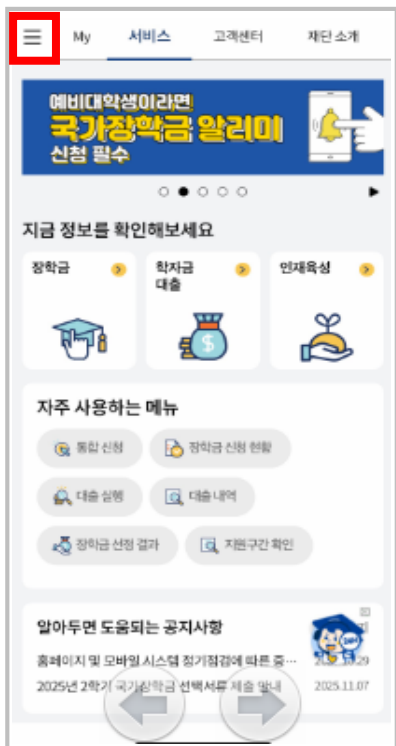 My 서비스 고객센터 재단 소개
예비대학생이라면
국가장학금 알리미
신청 필수
지금 정보를 확인해보세요
장학금
학자금
대출
인재육성
자주 사용하는 메뉴
통합 신청
장학금 신청 현황
대출 실행
대출 내역
장학금 선정 결과
지원구간 확인
알아두면 도움되는 공지사항
홈페이지 및 모바일 시스템 정기점검에 따른 중…
2025년 2학기 국가장학금 선택서류 제출 안내 2025.11.07